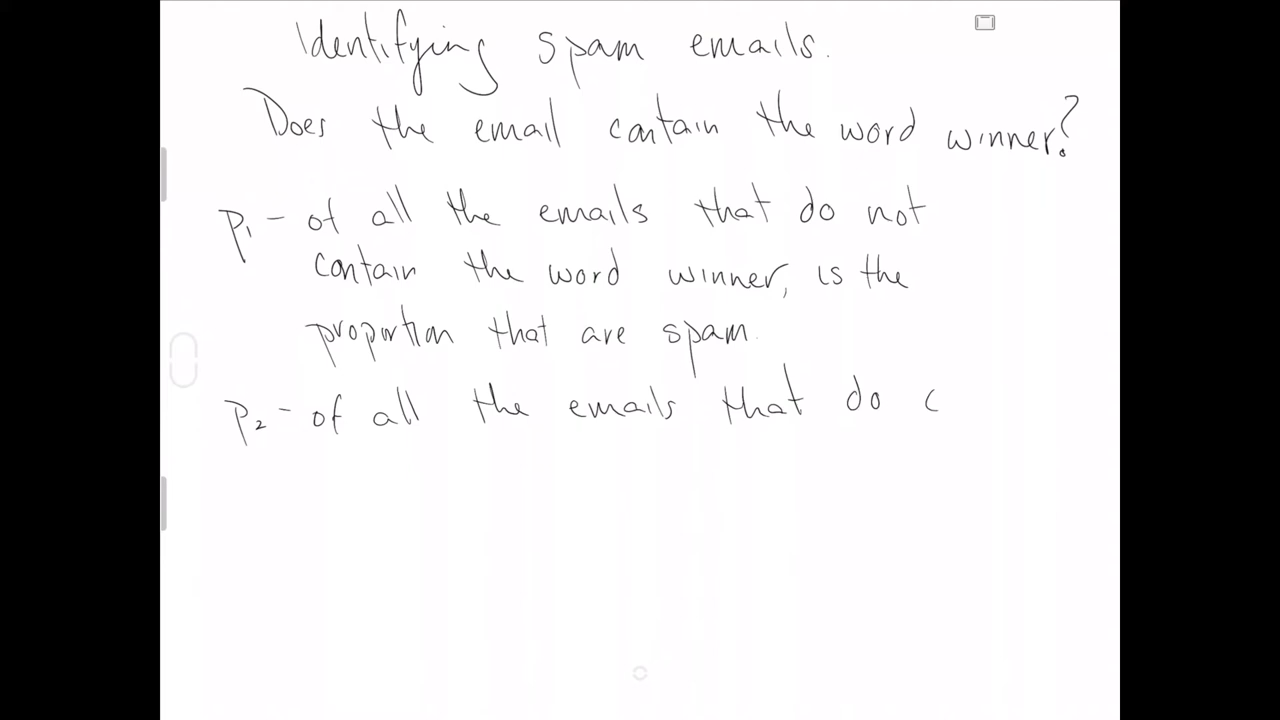 Identifying spam emails.
Does the email contain the word winner?
p₁ - of all the emails that do not
contain the word winner, is the
proportion that are spam.
p₂ - of all the emails that do c